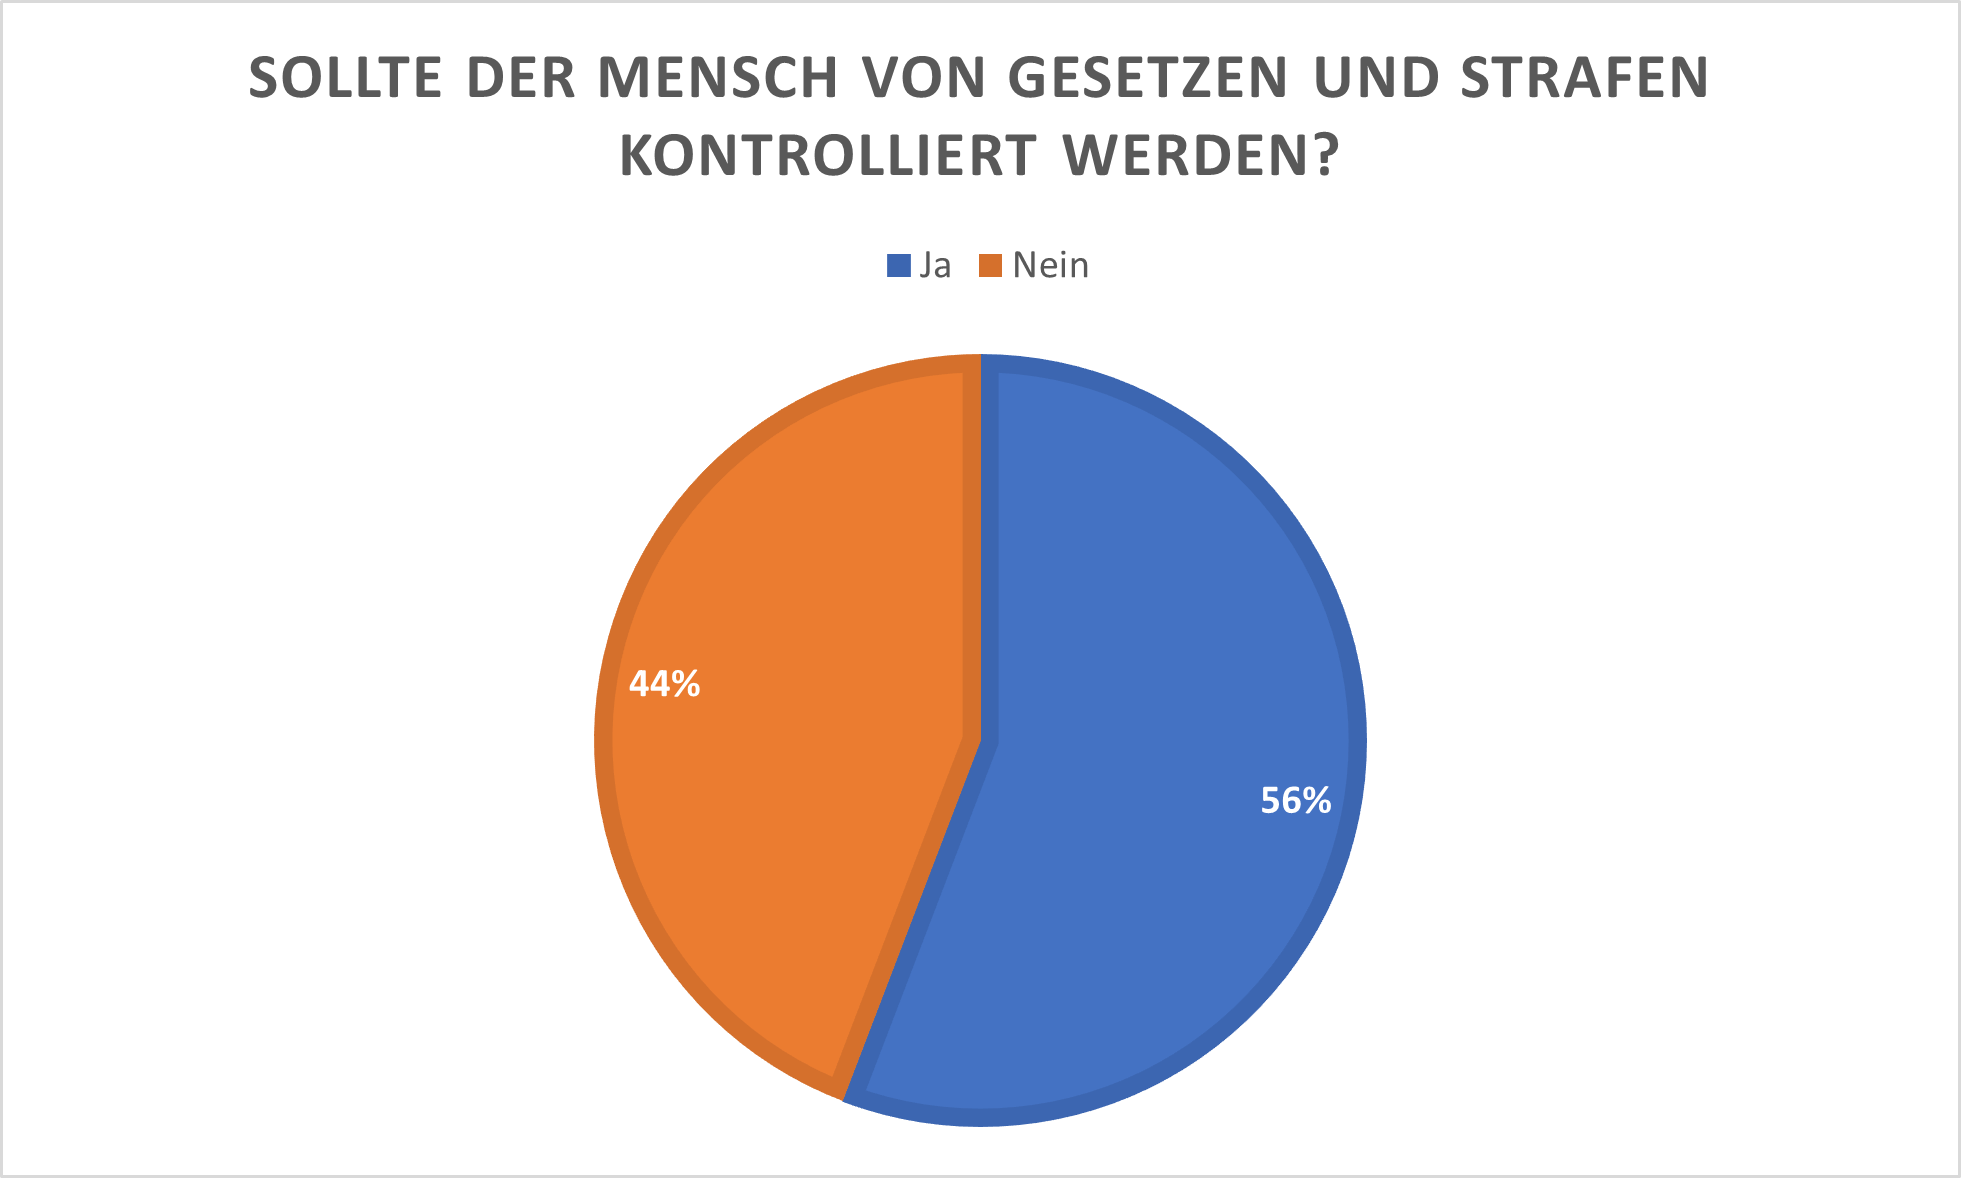 SOLLTE DER MENSCH VON GESETZEN UND STRAFEN
KONTROLLIERT WERDEN?
Ja Nein
44%
56%